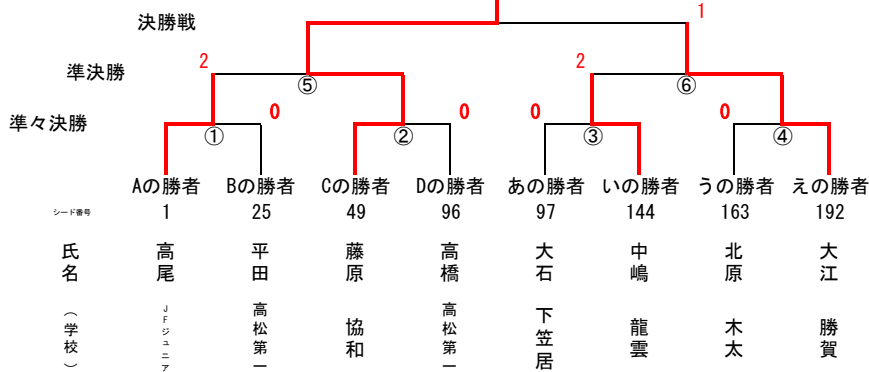 決勝戦 1
準決勝 2 ⑤ 2 ⑥
準々決勝 ① 0 ② 0 0 ③ 0 ④
Aの勝者 Bの勝者 Cの勝者 Dの勝者 あの勝者 いの勝者 うの勝者 えの勝者
シード番号 1 25 49 96 97 144 163 192
氏名 高尾 平田 藤原 高橋 大石 中嶋 北原 大江
（学校） JFジュニア 高松第一 協和 高松第一 下笠居 龍雲 木太 勝賀